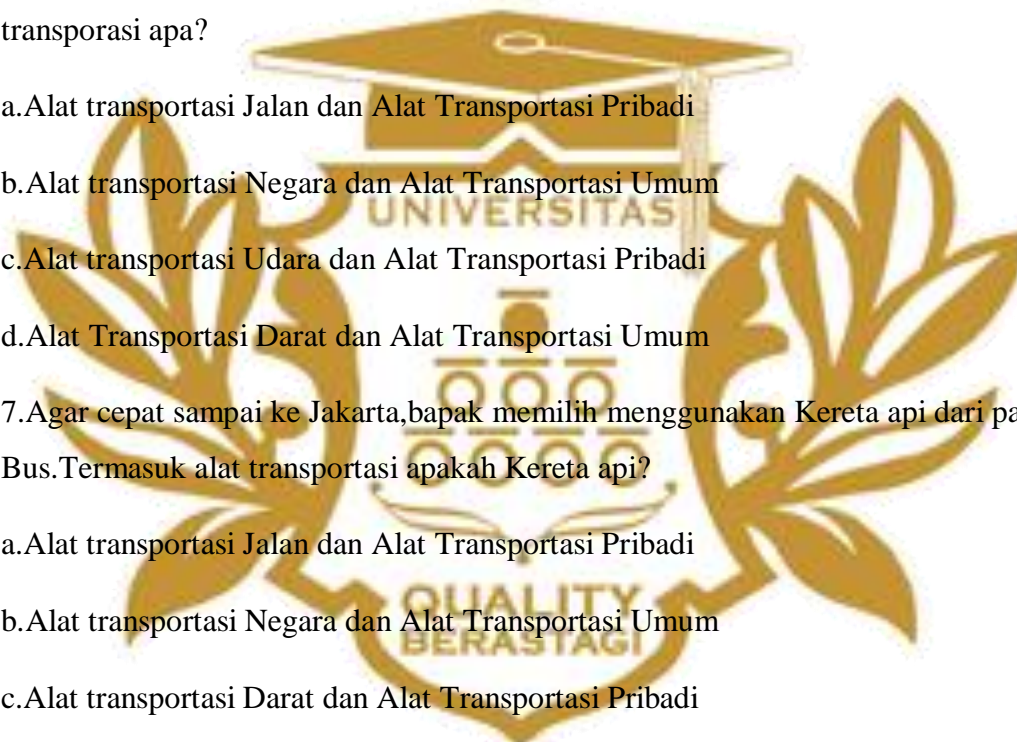 transporasi apa?
a.Alat transportasi Jalan dan Alat Transportasi Pribadi
b.Alat transportasi Negara dan Alat Transportasi Umum
UNIVERSITAS
c.Alat transportasi Udara dan Alat Transportasi Pribadi
d.Alat Transportasi Darat dan Alat Transportasi Umum
7.Agar cepat sampai ke Jakarta,bapak memilih menggunakan Kereta api dari pa
Bus.Termasuk alat transportasi apakah Kereta api?
a.Alat transportasi Jalan dan Alat Transportasi Pribadi
QUALITY
b.Alat transportasi Negara dan Alat Transportasi Umum
BERASTAGI
c.Alat transportasi Darat dan Alat Transportasi Pribadi